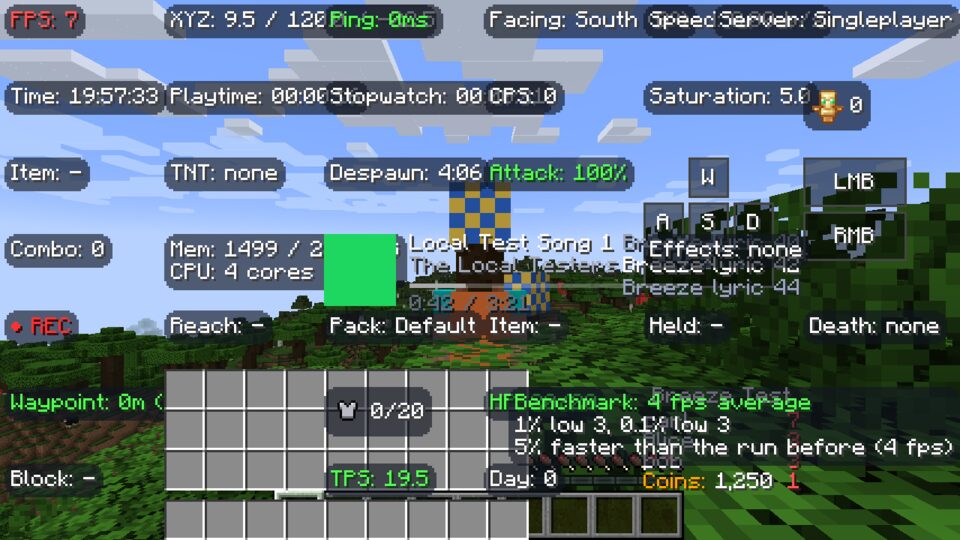 FPS: 7
XYZ: 9.5 / 120
Ping: 0ms
Facing: South
Speed
Server: Singleplayer
Time: 19:57:33
Playtime: 00:00
Stopwatch: 00
CPS: 0
Saturation: 5.0
0
Item: -
TNT: none
Despawn: 4:06
Attack: 100%
W
LMB
A
S
D
RMB
Combo: 0
Mem: 1499 / 2
CPU: 4 cores
Local Test Song 1
The Local Testers
0:42 / 3:21
Effects: none
Breeze lyric 44
REC
Reach: -
Pack: Default
Item: -
Held: -
Death: none
Waypoint: 0m (
0/20
Benchmark: 4 fps average
1% low 3, 0.1% low 3
5% faster than the run before (4 fps)
Breeze Test
Block: -
TPS: 19.5
Day: 0
Coins: 1,250
1